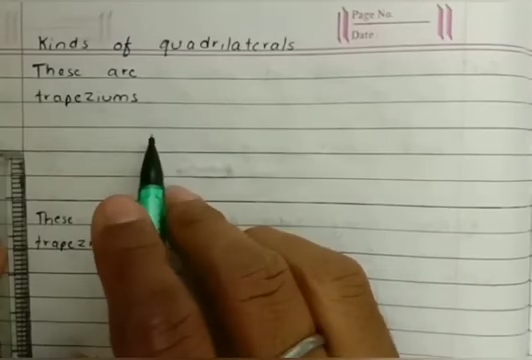 Page No.
Date:
Kinds of quadrilaterals
These are
trapeziums
These